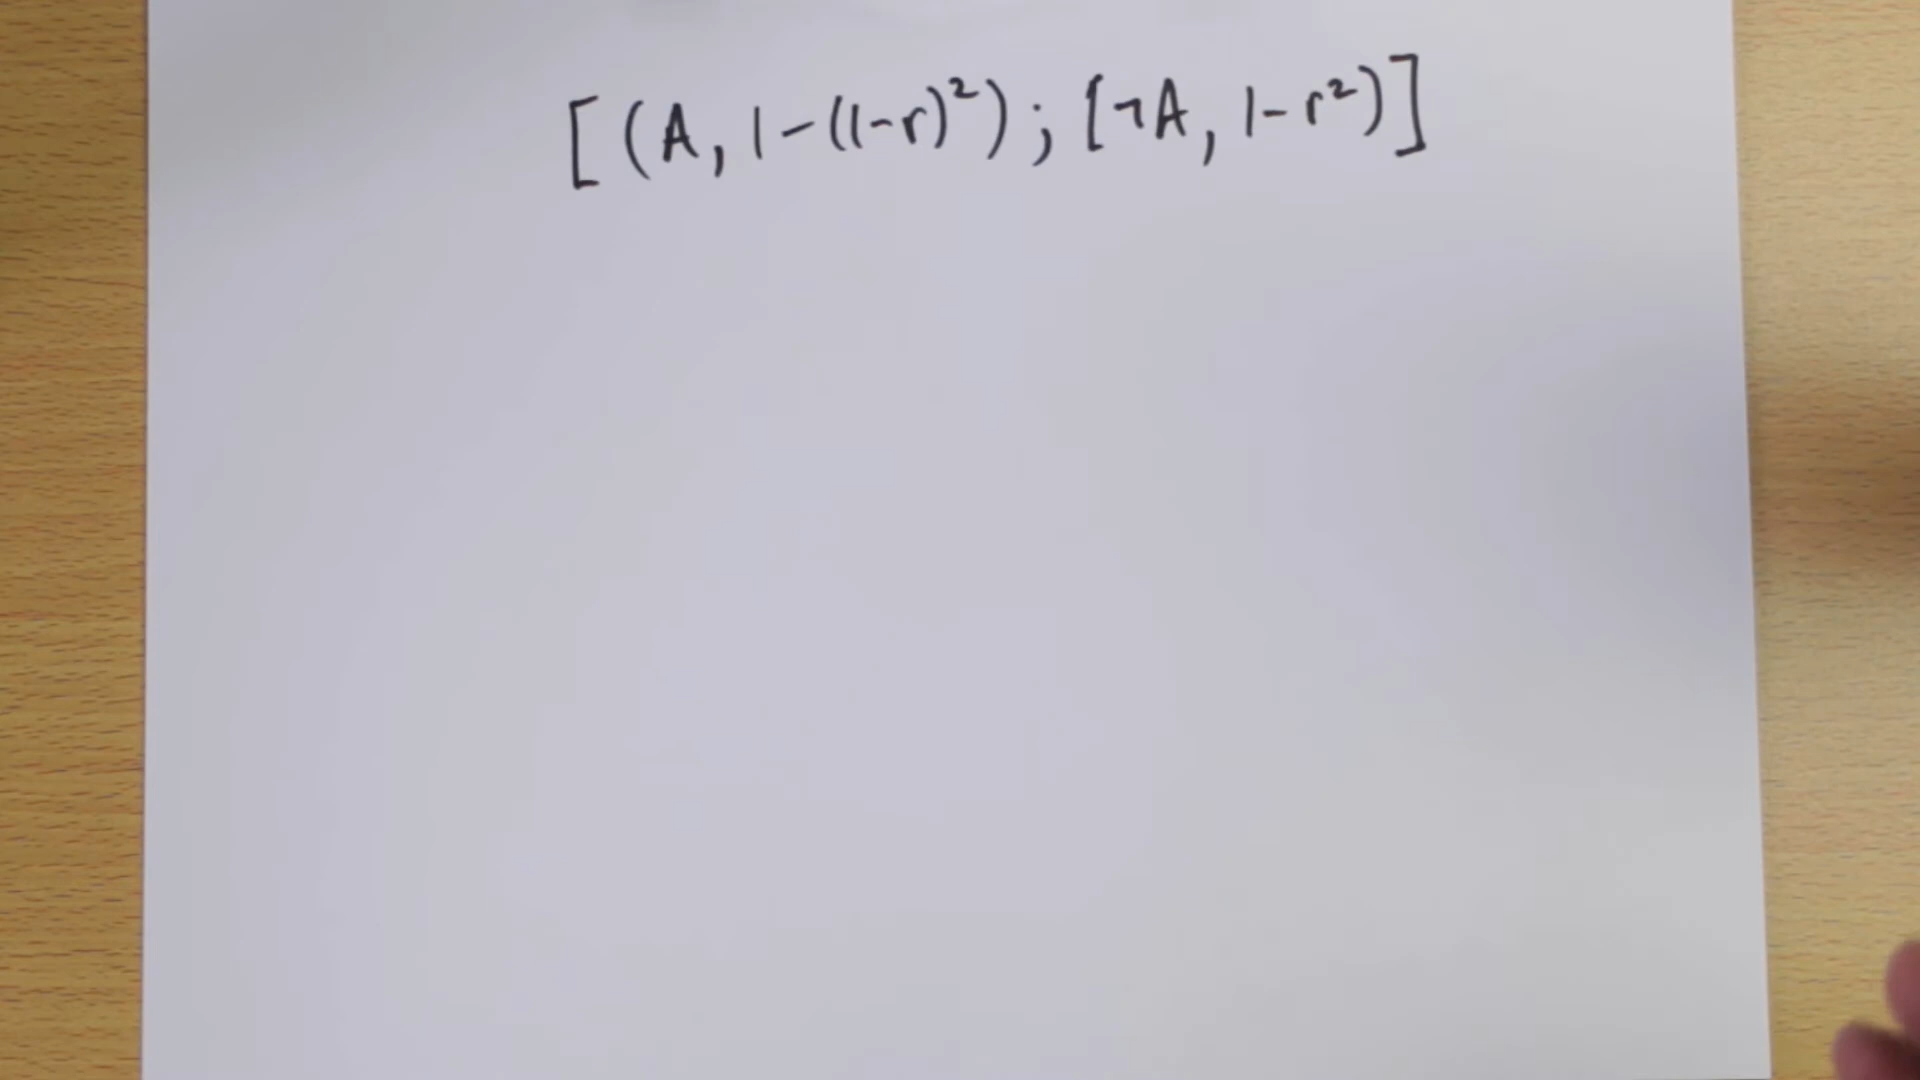 [(A, 1-((1-r)²); [¬A, 1-r²)]